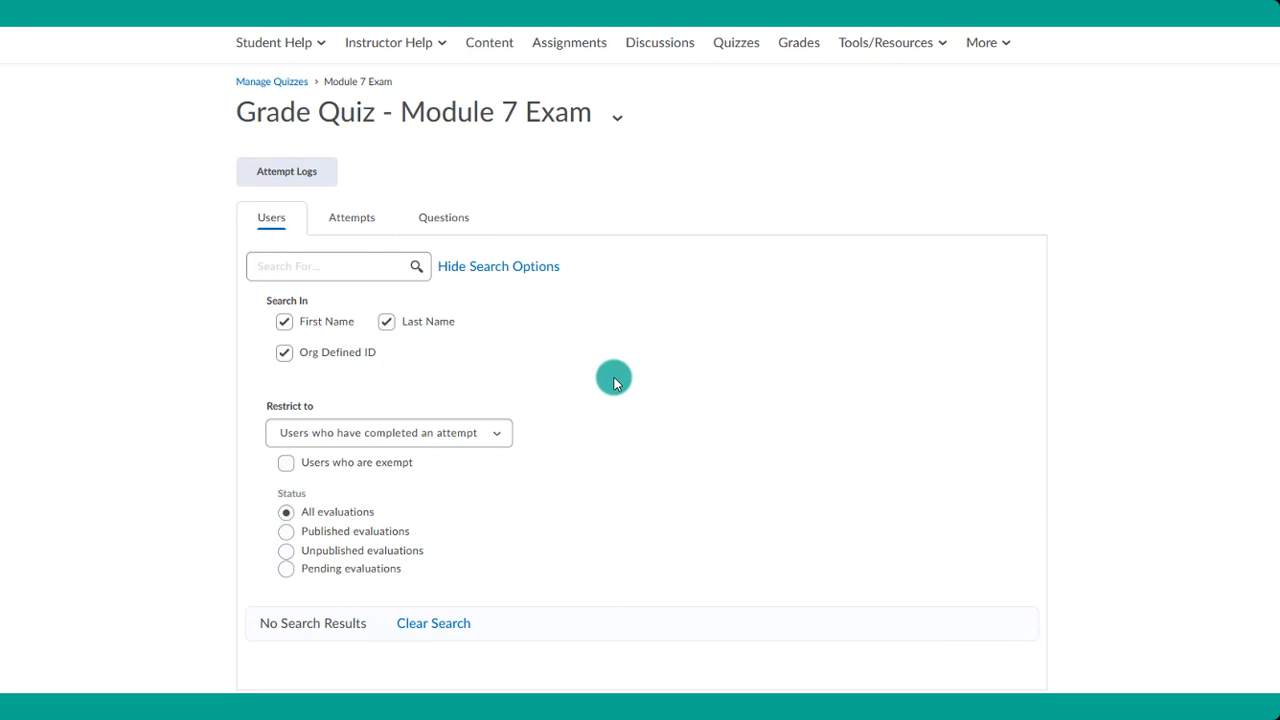 Student Help Instructor Help Content Assignments Discussions Quizzes Grades Tools/Resources More
Manage Quizzes › Module 7 Exam
Grade Quiz - Module 7 Exam
Attempt Logs
Users Attempts Questions
Search For... Hide Search Options
Search In
First Name Last Name
Org Defined ID
Restrict to
Users who have completed an attempt
Users who are exempt
Status
All evaluations
Published evaluations
Unpublished evaluations
Pending evaluations
No Search Results Clear Search